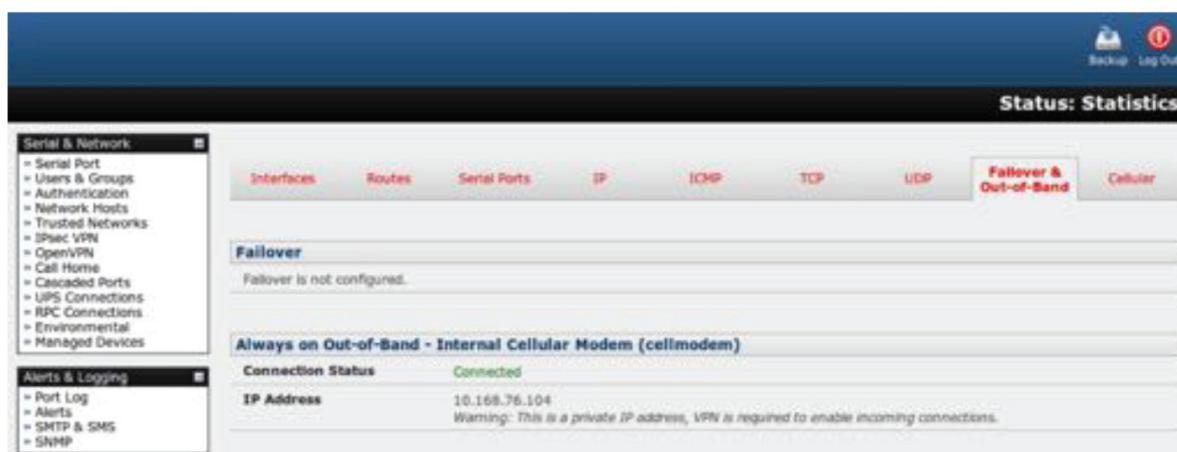 Backup Log Out
Status: Statistics
Serial & Network
» Serial Port
» Users & Groups
» Authentication
» Network Hosts
» Trusted Networks
» IPsec VPN
» OpenVPN
» Call Home
» Cascaded Ports
» UPS Connections
» RPC Connections
» Environmental
» Managed Devices
Alerts & Logging
» Port Log
» Alerts
» SMTP & SMS
» SNMP
Interfaces Routes Serial Ports IP ICMP TCP UDP Failover & Cellular
Out-of-Band
Failover
Failover is not configured.
Always on Out-of-Band - Internal Cellular Modem (cellmodem)
Connection Status Connected
IP Address 10.168.76.104
Warning: This is a private IP address, VPN is required to enable incoming connections.